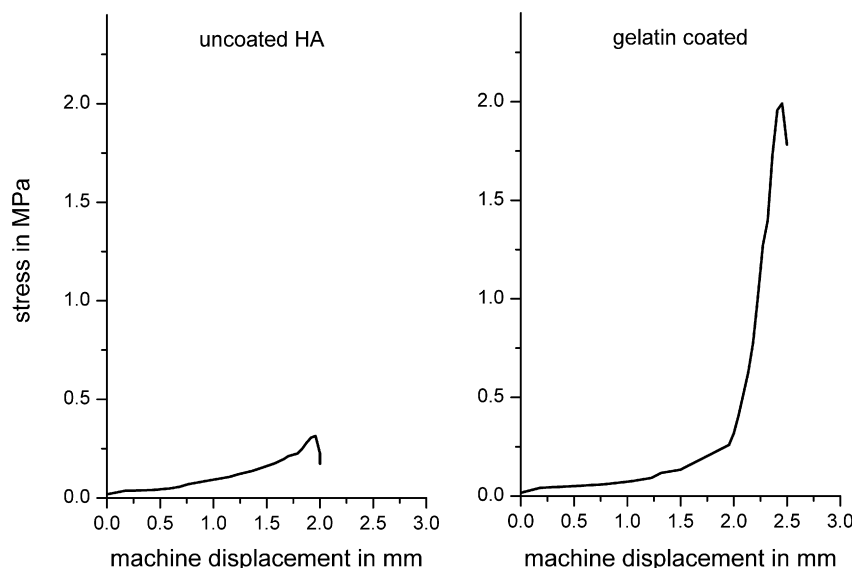 uncoated HA
gelatin coated
stress in MPa
2.0
1.5
1.0
0.5
0.0
0.0 0.5 1.0 1.5 2.0 2.5 3.0
machine displacement in mm
2.0
1.5
1.0
0.5
0.0
0.0 0.5 1.0 1.5 2.0 2.5 3.0
machine displacement in mm